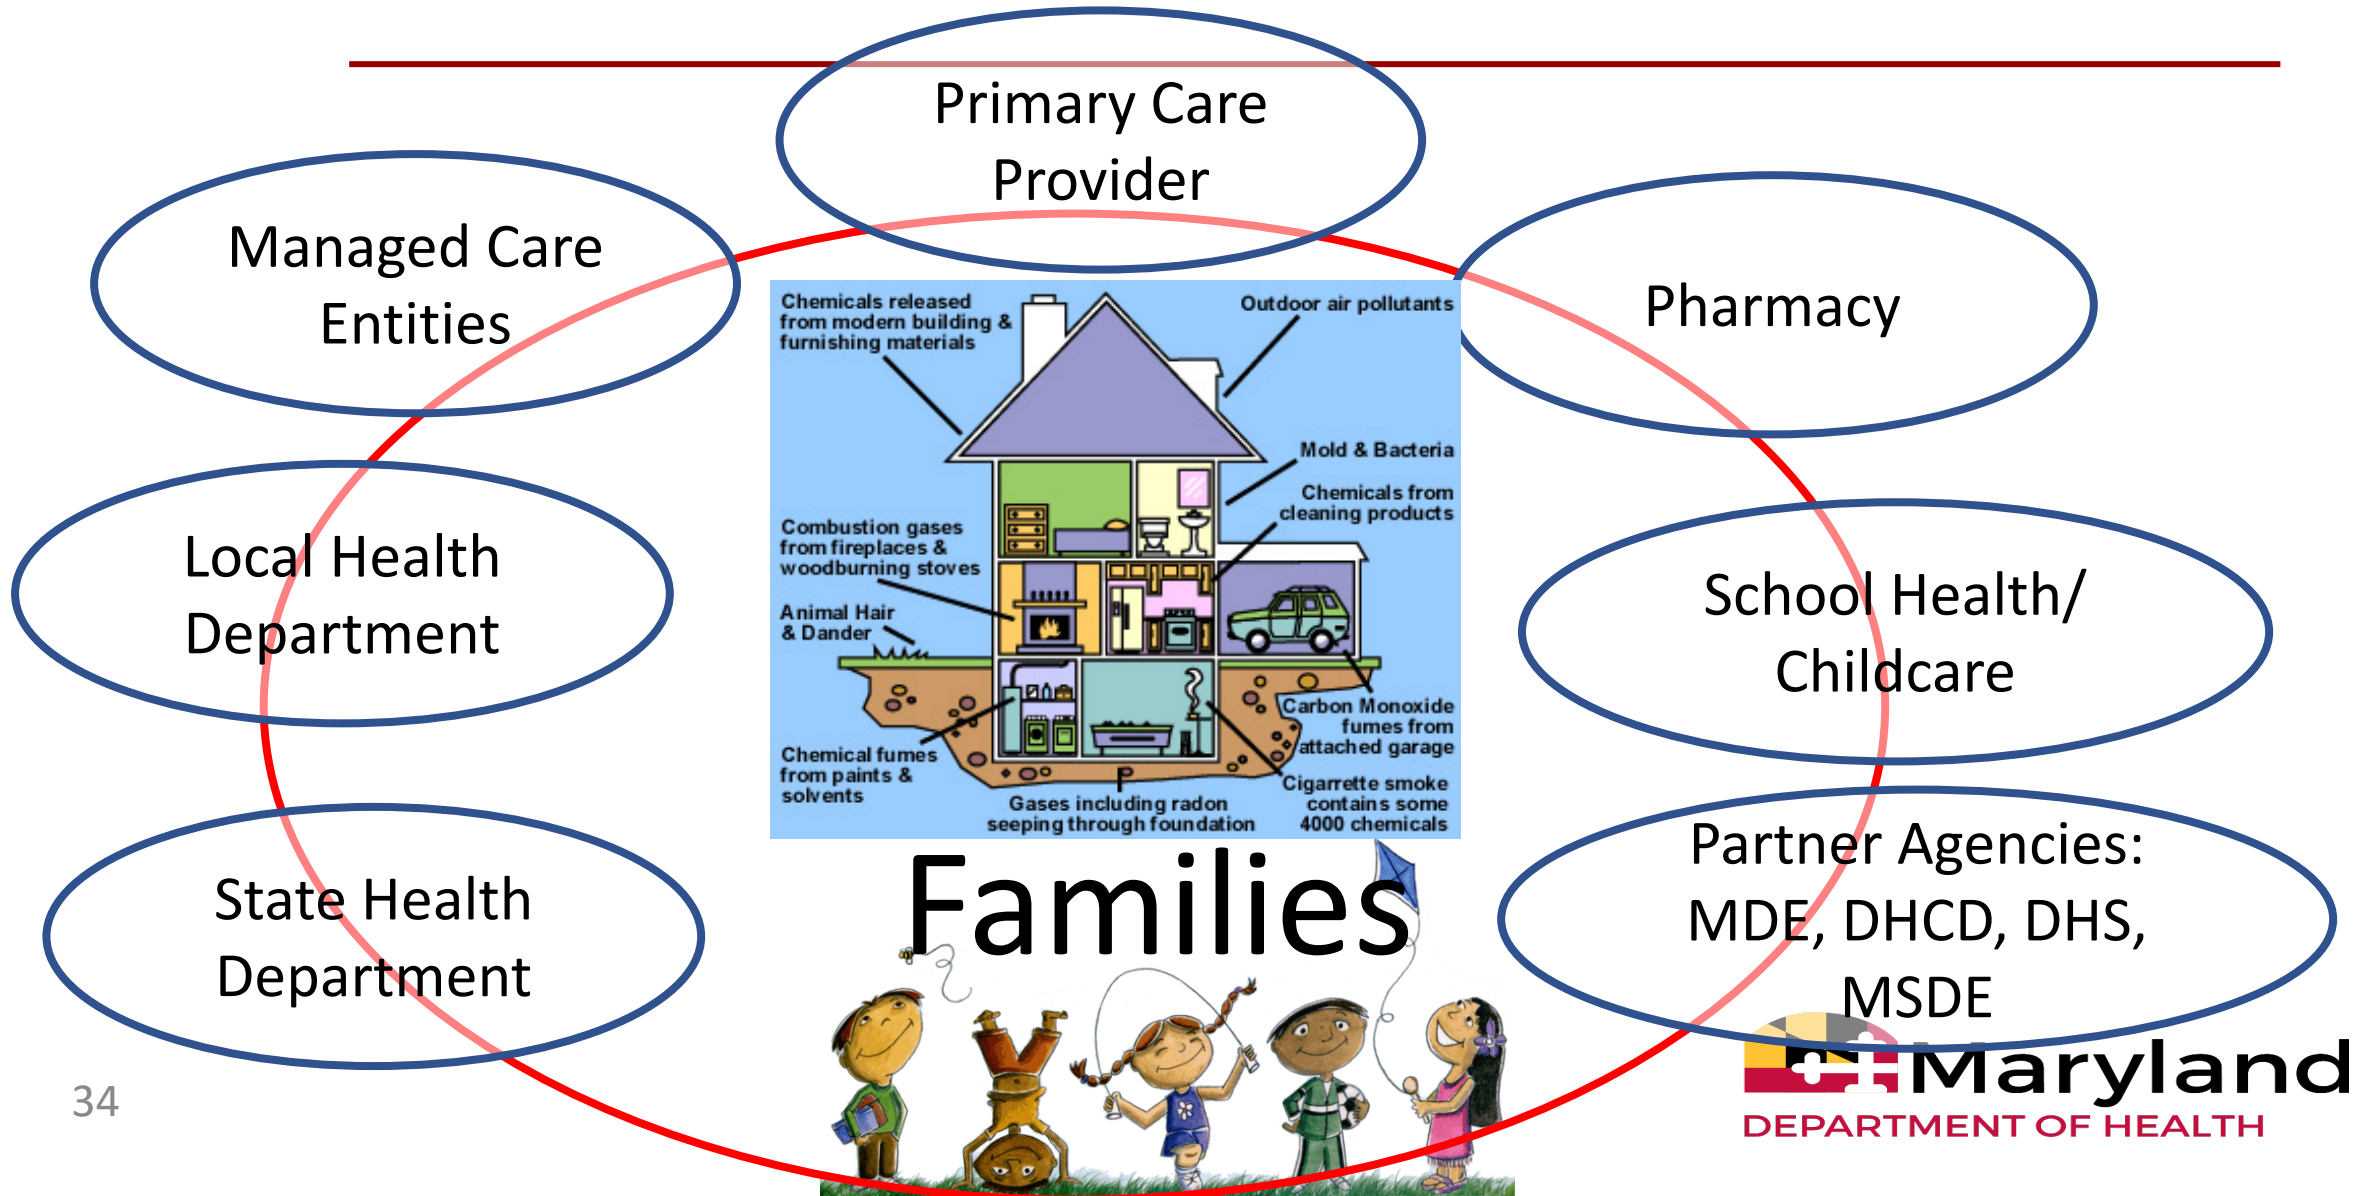 Primary Care
Provider
Managed Care
Entities
Pharmacy
Local Health
Department
School Health/
Childcare
State Health
Department
Partner Agencies:
MDE, DHCD, DHS,
MSDE
Chemicals released
from modern building &
furnishing materials
Outdoor air pollutants
Mold & Bacteria
Chemicals from
cleaning products
Combustion gases
from fireplaces &
woodburning stoves
Animal Hair
& Dander
Carbon Monoxide
fumes from
attached garage
Chemical fumes
from paints &
solvents
Gases including radon
seeping through foundation
Cigarrette smoke
contains some
4000 chemicals
Families
34
Maryland
DEPARTMENT OF HEALTH